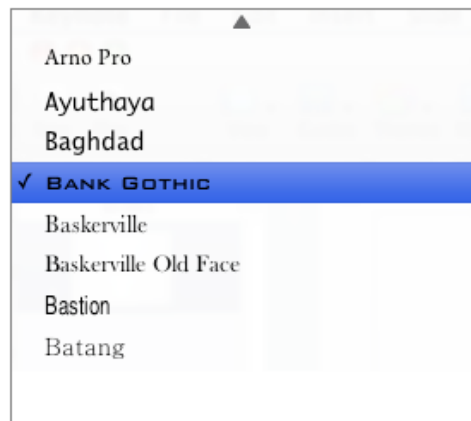 Arno Pro
Ayuthaya
Baghdad
✓ BANK GOTHIC
Baskerville
Baskerville Old Face
Bastion
Batang